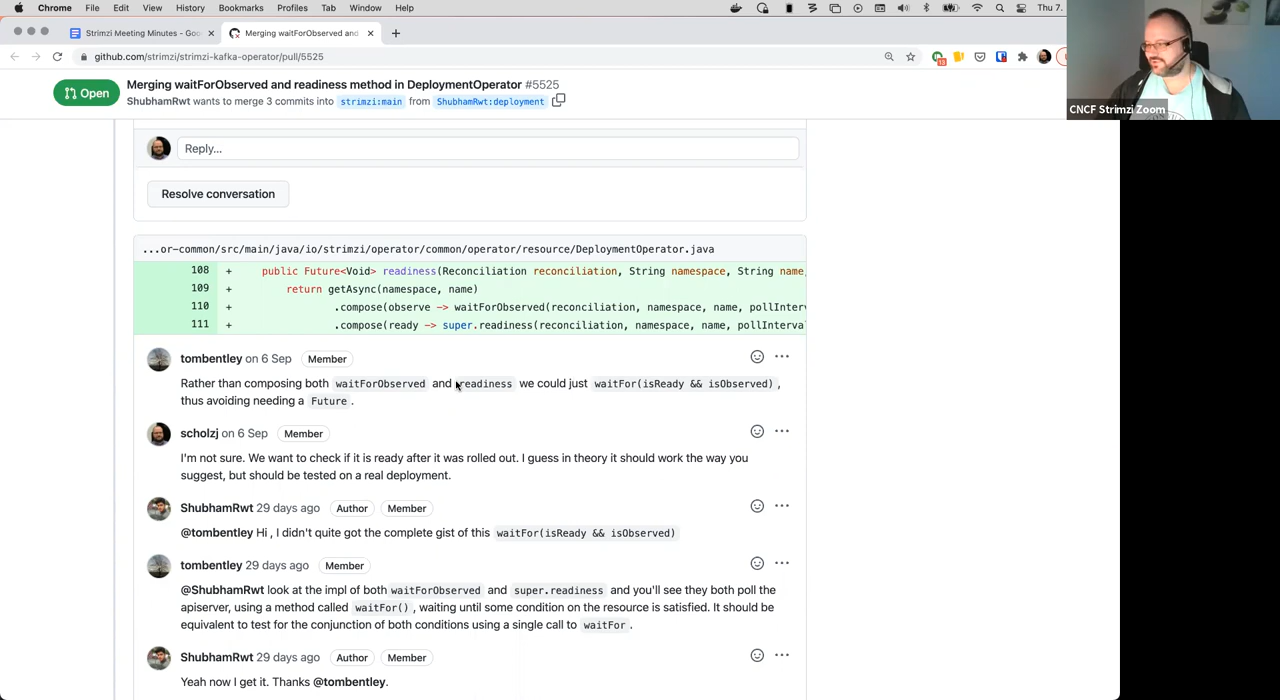 Chrome File Edit View History Bookmarks Profiles Tab Window Help Thu 7.
Strimzi Meeting Minutes - Goo
Merging waitForObserved and
github.com/strimzi/strimzi-kafka-operator/pull/5525
13
Open
Merging waitForObserved and readiness method in DeploymentOperator #5525
ShubhamRwt wants to merge 3 commits into strimzi:main from ShubhamRwt:deployment
CNCF Strimzi Zoom
Reply...
Resolve conversation
...or-common/src/main/java/io/strimzi/operator/common/operator/resource/DeploymentOperator.java
108 + public Future<Void> readiness(Reconciliation reconciliation, String namespace, String name,
109 + return getAsync(namespace, name)
110 + .compose(observe -> waitForObserved(reconciliation, namespace, name, pollInterv
111 + .compose(ready -> super.readiness(reconciliation, namespace, name, pollInterva
tombentley on 6 Sep Member
Rather than composing both waitForObserved and readiness we could just waitFor(isReady && isObserved) ,
thus avoiding needing a Future .
scholzj on 6 Sep Member
I'm not sure. We want to check if it is ready after it was rolled out. I guess in theory it should work the way you
suggest, but should be tested on a real deployment.
ShubhamRwt 29 days ago Author Member
@tombentley Hi , I didn't quite got the complete gist of this waitFor(isReady && isObserved)
tombentley 29 days ago Member
@ShubhamRwt look at the impl of both waitForObserved and super.readiness and you'll see they both poll the
apiserver, using a method called waitFor() , waiting until some condition on the resource is satisfied. It should be
equivalent to test for the conjunction of both conditions using a single call to waitFor .
ShubhamRwt 29 days ago Author Member
Yeah now I get it. Thanks @tombentley.